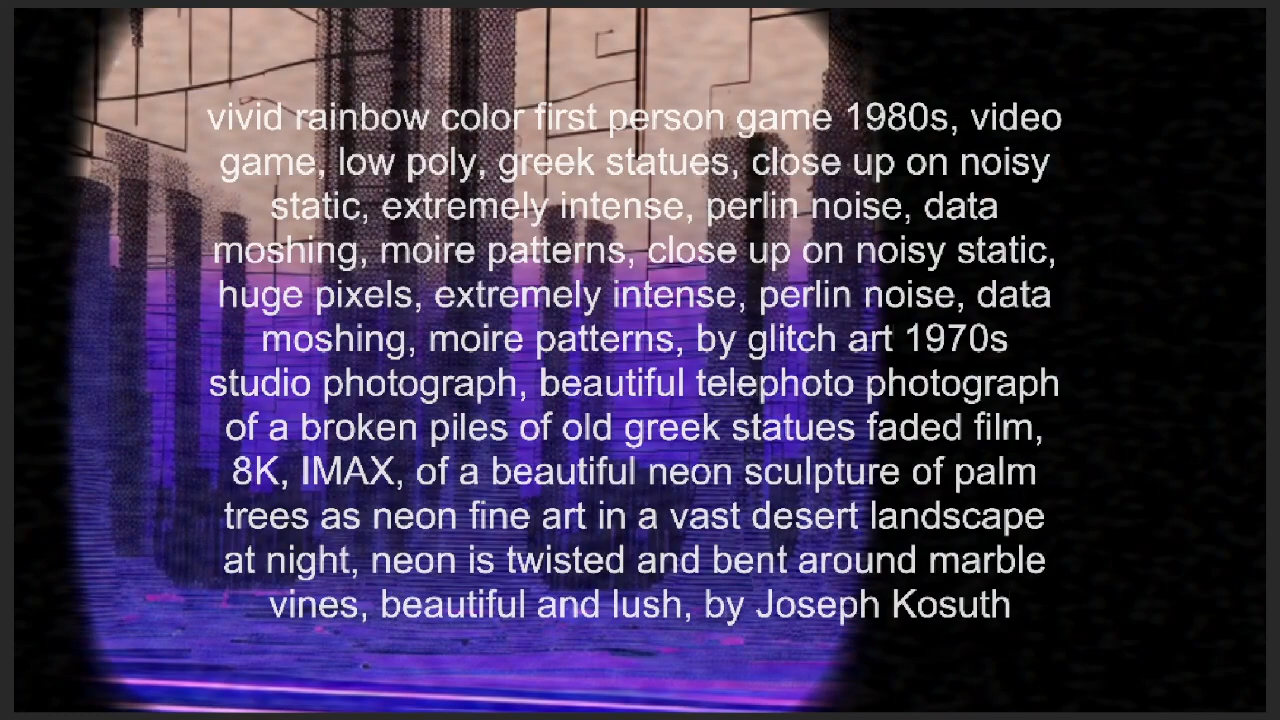 vivid rainbow color first person game 1980s, video
game, low poly, greek statues, close up on noisy
static, extremely intense, perlin noise, data
moshing, moire patterns, close up on noisy static,
huge pixels, extremely intense, perlin noise, data
moshing, moire patterns, by glitch art 1970s
studio photograph, beautiful telephoto photograph
of a broken piles of old greek statues faded film,
8K, IMAX, of a beautiful neon sculpture of palm
trees as neon fine art in a vast desert landscape
at night, neon is twisted and bent around marble
vines, beautiful and lush, by Joseph Kosuth